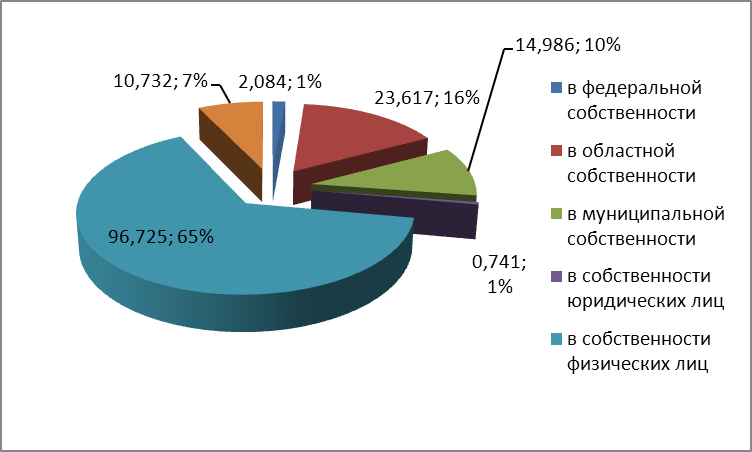 14,986; 10%
10,732; 7%
2,084; 1%
23,617; 16%
96,725; 65%
0,741;
1%
в федеральной
собственности
в областной
собственности
в муниципальной
собственности
в собственности
юридических лиц
в собственности
физических лиц